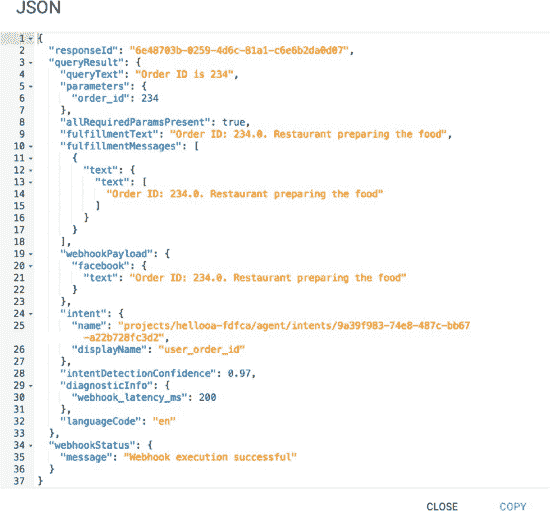 JSON
1 {
2 "responseId": "6e48703b-0259-4d6c-81a1-c6e6b2da0d07",
3 "queryResult": {
4 "queryText": "Order ID is 234",
5 "parameters": {
6 "order_id": 234
7 },
8 "allRequiredParamsPresent": true,
9 "fulfillmentText": "Order ID: 234.0. Restaurant preparing the food",
10 "fulfillmentMessages": [
11 {
12 "text": {
13 "text": [
14 "Order ID: 234.0. Restaurant preparing the food"
15 ]
16 }
17 }
18 ],
19 "webhookPayload": {
20 "facebook": {
21 "text": "Order ID: 234.0. Restaurant preparing the food"
22 }
23 },
24 "intent": {
25 "name": "projects/hellooa-fdfca/agent/intents/9a39f983-74e8-487c-bb67
-a22b728fc3d2",
26 "displayName": "user_order_id"
27 },
28 "intentDetectionConfidence": 0.97,
29 "diagnosticInfo": {
30 "webhook_latency_ms": 200
31 },
32 "languageCode": "en"
33 },
34 "webhookStatus": {
35 "message": "Webhook execution successful"
36 }
37 }
CLOSE COPY